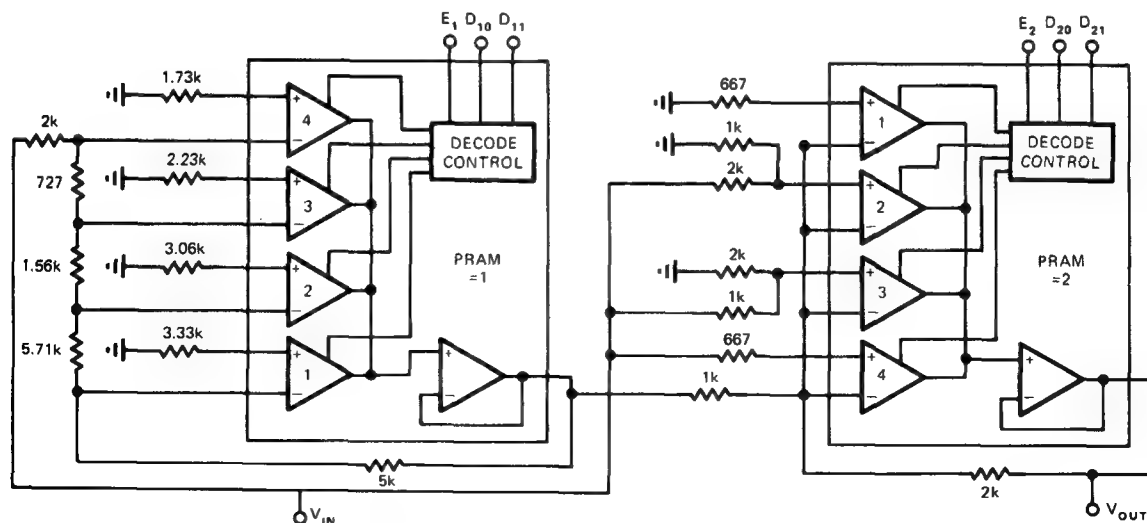 E1 D10 D11
1.73k
2k
4
DECODE
CONTROL
727
2.23k
3
1.56k
3.06k
2
PRAM
=1
5.71k
3.33k
1
5k
VIN
E2 D20 D21
667
1
1k
DECODE
CONTROL
2k
2
2k
3
PRAM
=2
1k
667
4
1k
2k
VOUT
+
−
+
−
+
−
+
−
+
−
+
−
+
−
+
−
+
−
+
−